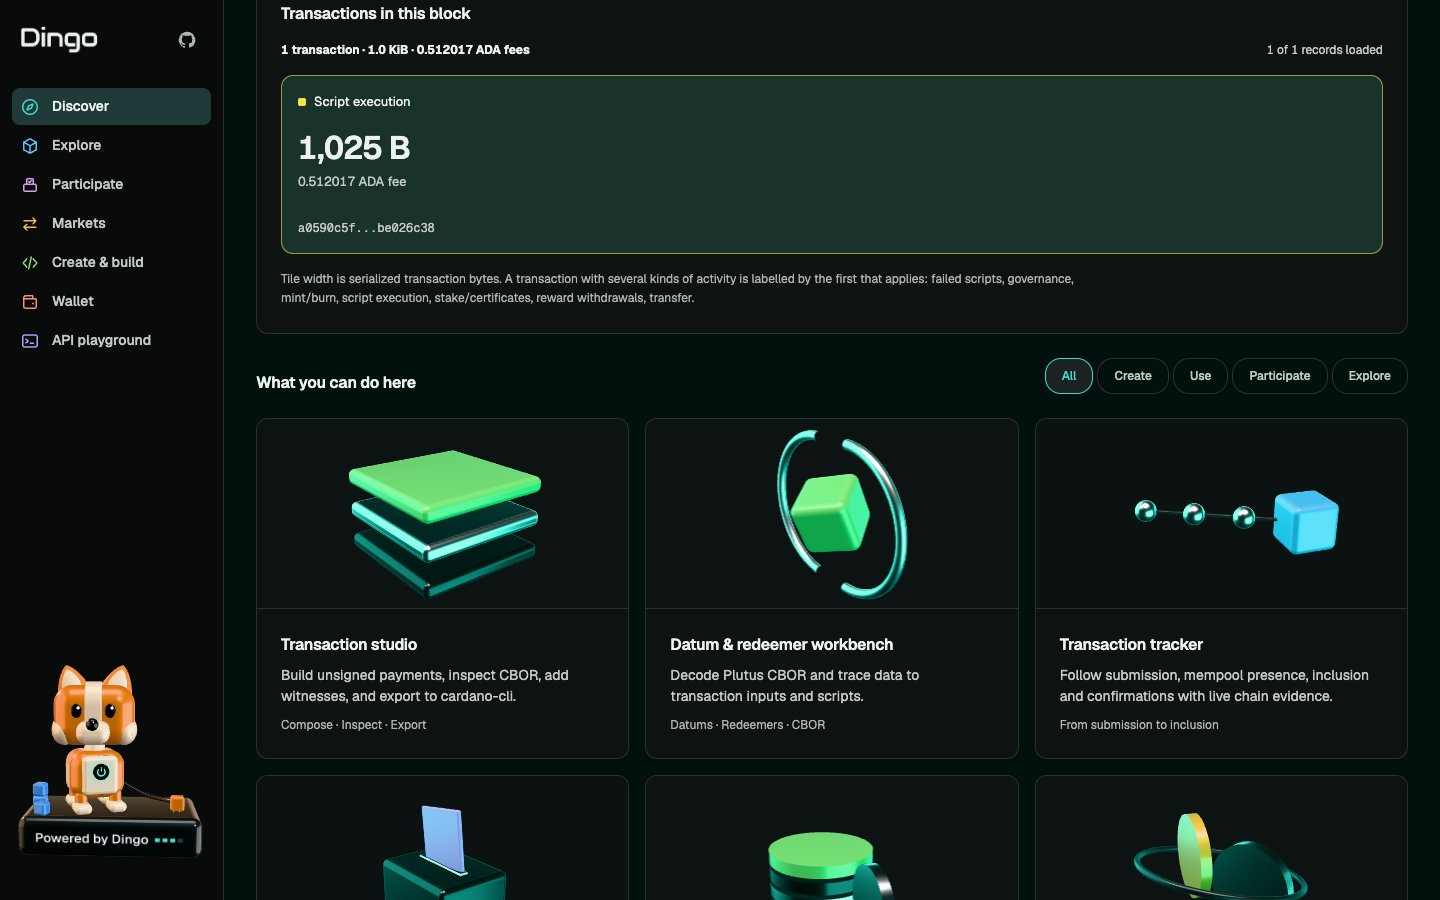 Dingo
Discover
Explore
Participate
Markets
Create & build
Wallet
API playground
Powered by Dingo
Transactions in this block
1 transaction · 1.0 KiB · 0.512017 ADA fees
1 of 1 records loaded
Script execution
1,025 B
0.512017 ADA fee
a0590c5f...be026c38
Tile width is serialized transaction bytes. A transaction with several kinds of activity is labelled by the first that applies: failed scripts, governance,
mint/burn, script execution, stake/certificates, reward withdrawals, transfer.
What you can do here
All
Create
Use
Participate
Explore
Transaction studio
Build unsigned payments, inspect CBOR, add
witnesses, and export to cardano-cli.
Compose · Inspect · Export
Datum & redeemer workbench
Decode Plutus CBOR and trace data to
transaction inputs and scripts.
Datums · Redeemers · CBOR
Transaction tracker
Follow submission, mempool presence, inclusion
and confirmations with live chain evidence.
From submission to inclusion